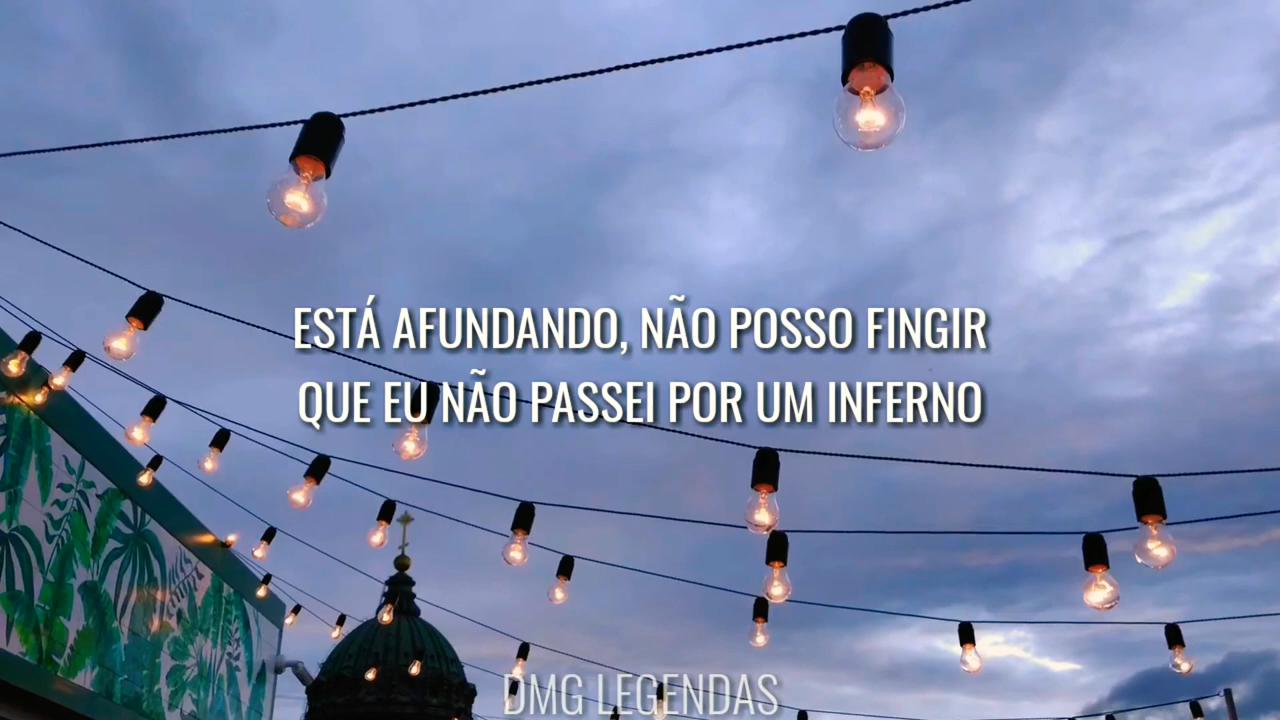 ESTÁ AFUNDANDO, NÃO POSSO FINGIR
QUE EU NÃO PASSEI POR UM INFERNO
DMG LEGENDAS